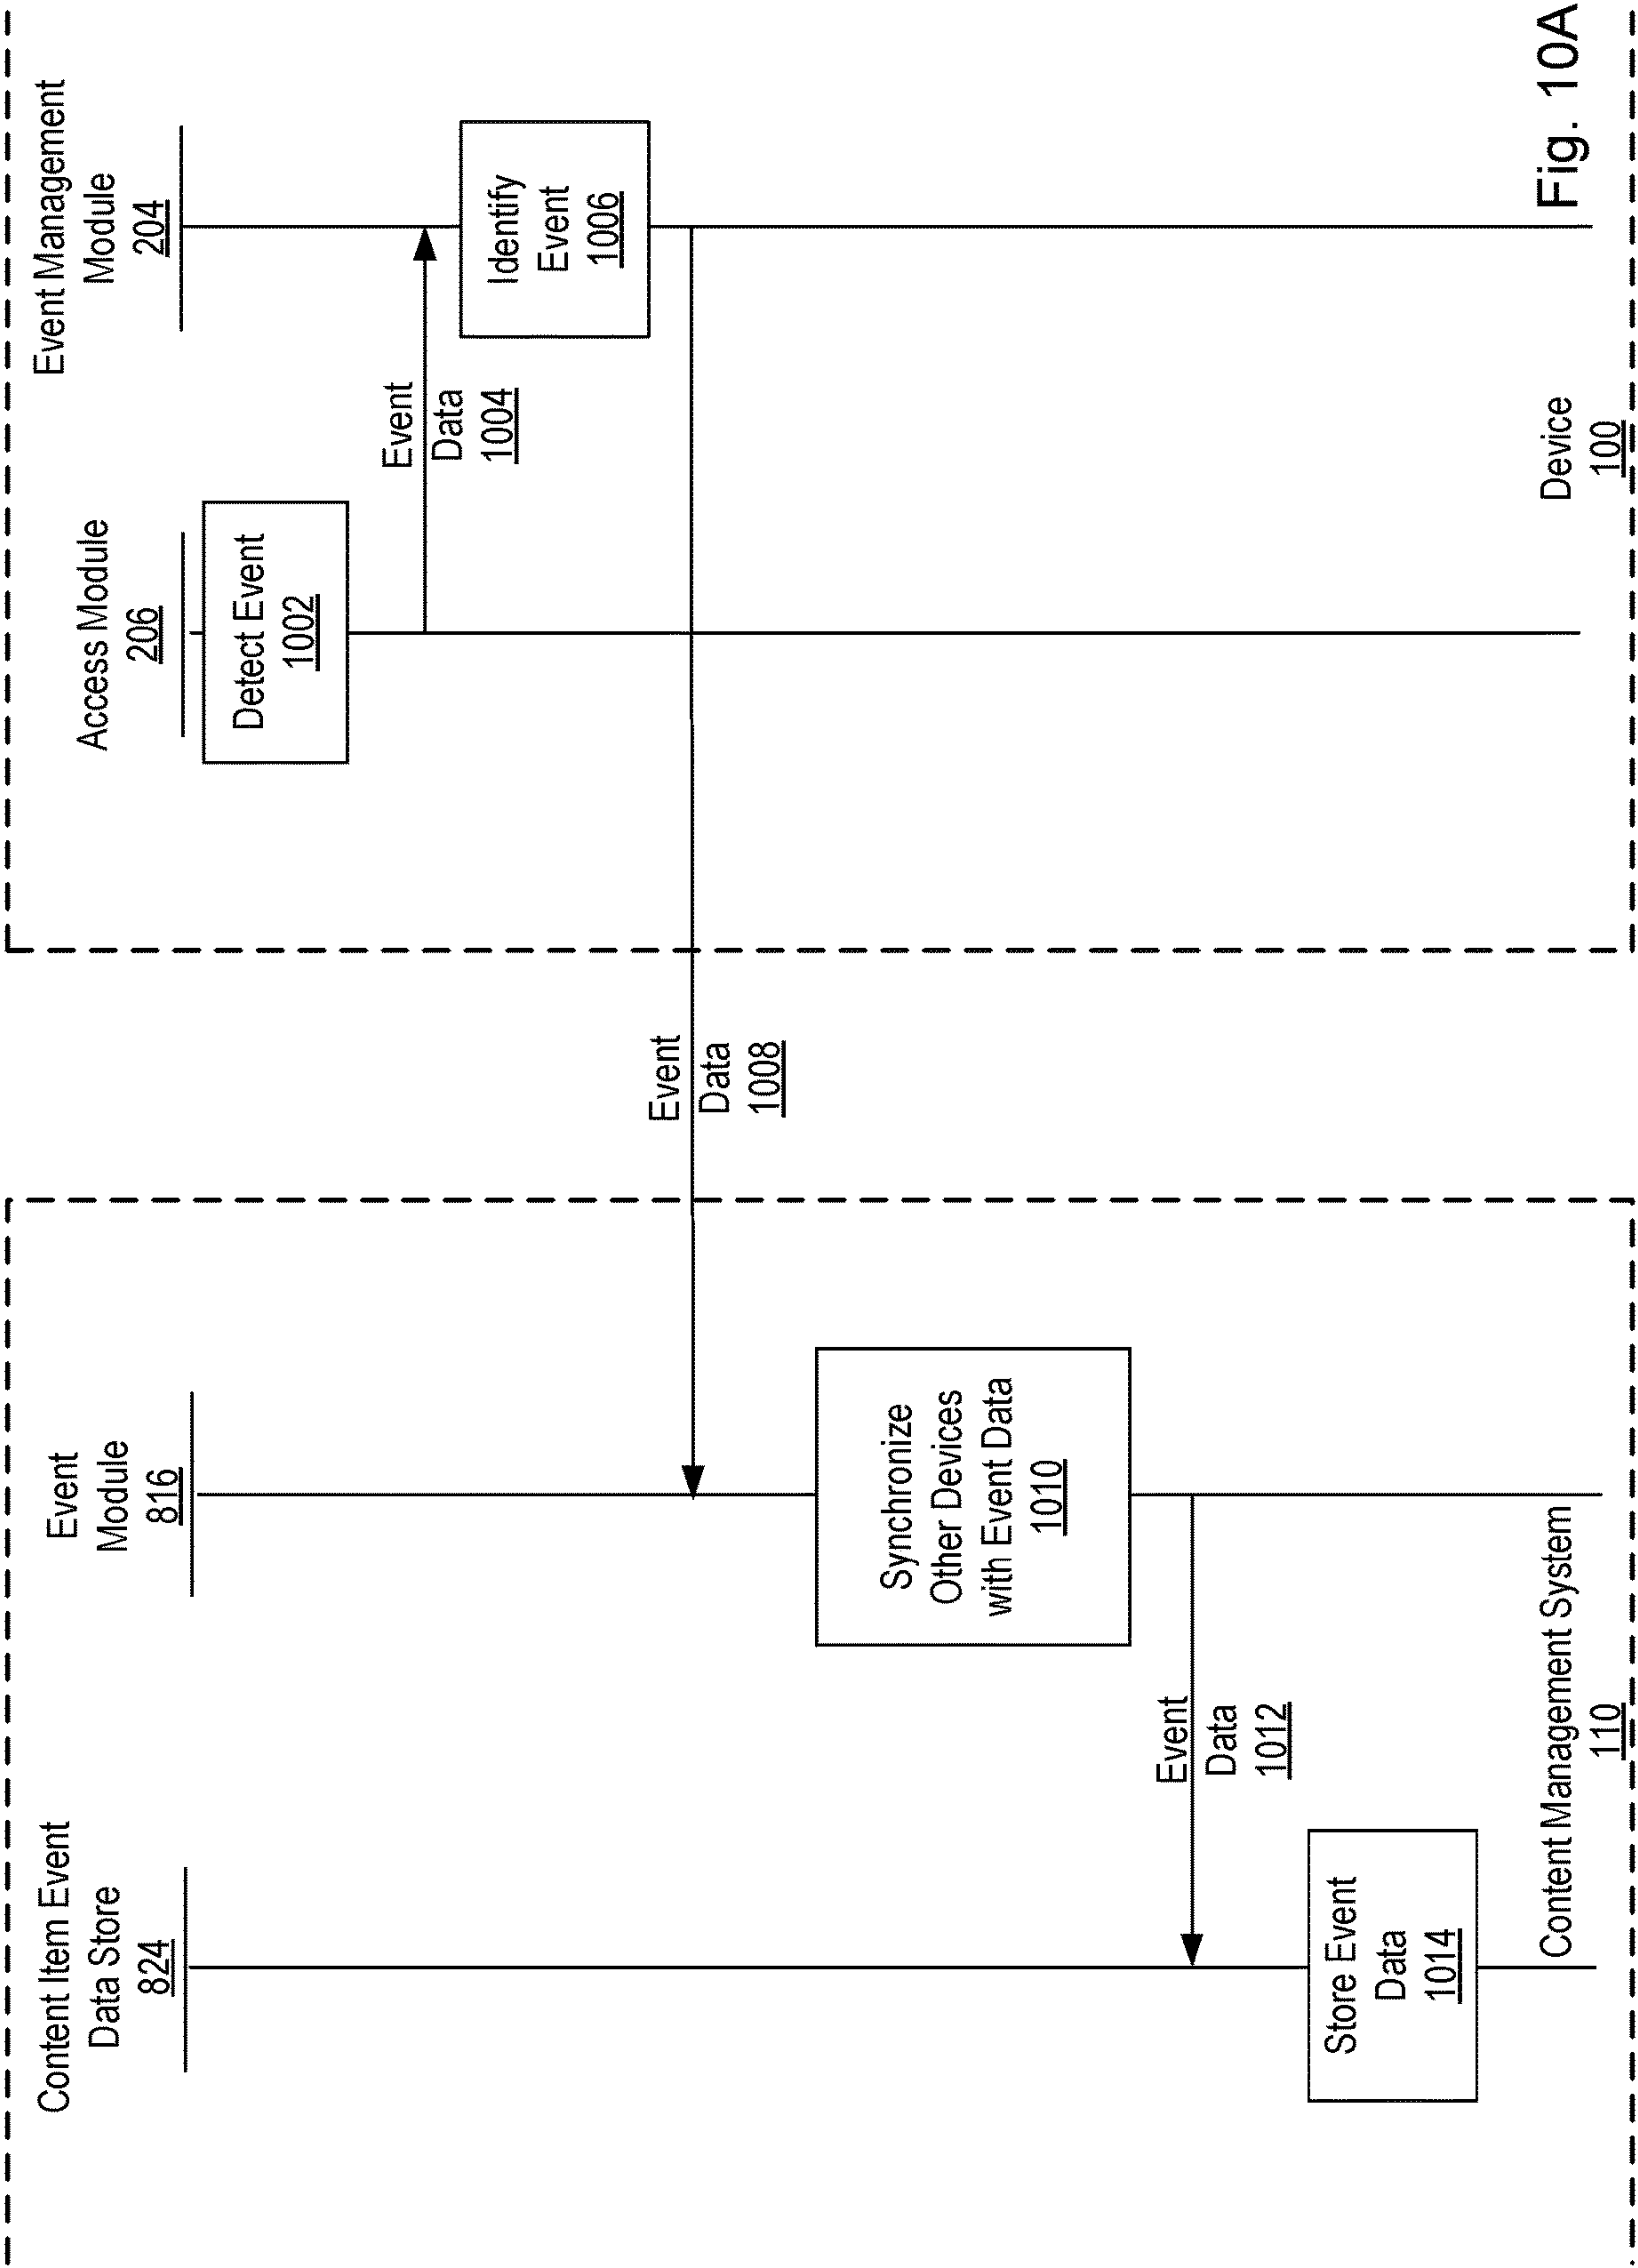 Content Item Event
Data Store
824
Event
Module
816
Access Module
206
Event Management
Module
204
Detect Event
1002
Event
Data
1004
Identify
Event
1006
Event
Data
1008
Synchronize
Other Devices
with Event Data
1010
Event
Data
1012
Store Event
Data
1014
Content Management System
110
Device
100
Fig. 10A